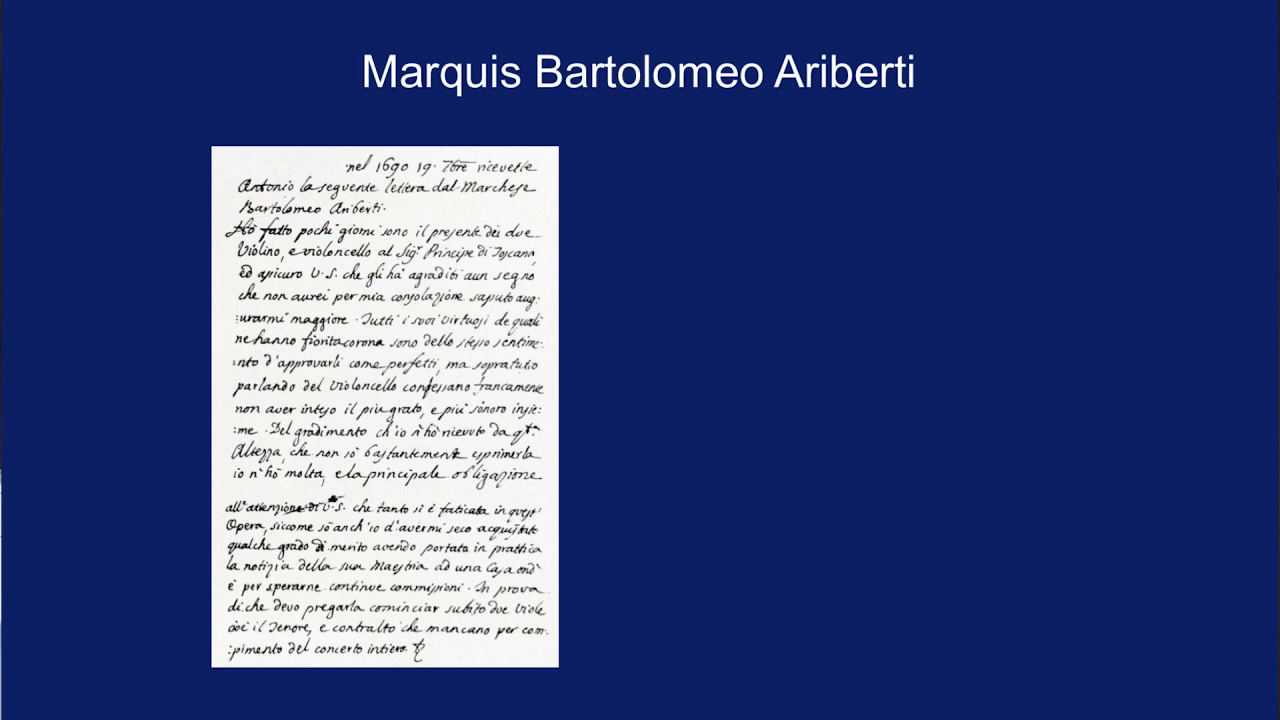 Marquis Bartolomeo Ariberti
nel 1690 19. 7bre ricevette
Antonio la seguente lettera dal Marchese
Bartolomeo Ariberti.
Hò fatto pochi giorni sono il presente dei due
Violino, e violoncello al Sigr Principe di Toscana,
ed apicuro V.S. che gli hà agraditi a un segno
che non aurei per mia consolazione saputo aug:
:urarmi maggiore. Tutti i suoi virtuosi de quali
ne hanno fiorita corona sono dello stesso sentime:
:nto d'approvarli come perfetti, ma sopratutto
parlando del violoncello confessano francamente
non aver inteso il più grato, e più sonoro insie:
:me. Del gradimento ch'io n'hò ricevuto da qta:
Altezza, che non sò bastantemente esprimerla
io n'hò molta, e la principale obligazione
all'attenzione di V.S. che tanto si è faticata in quest'
Opera, siccome sò anch'io d'avermi seco acquistato
qualche grado di merito avendo portata in prattica
la notizia della sua Maestria ad una Casa ond'
è per sperarne continue commisioni. In prova
di che devo pregarla cominciar subito due Viole
cioè il Tenore, e contralto che mancano per com:
:pimento del concerto intiero.